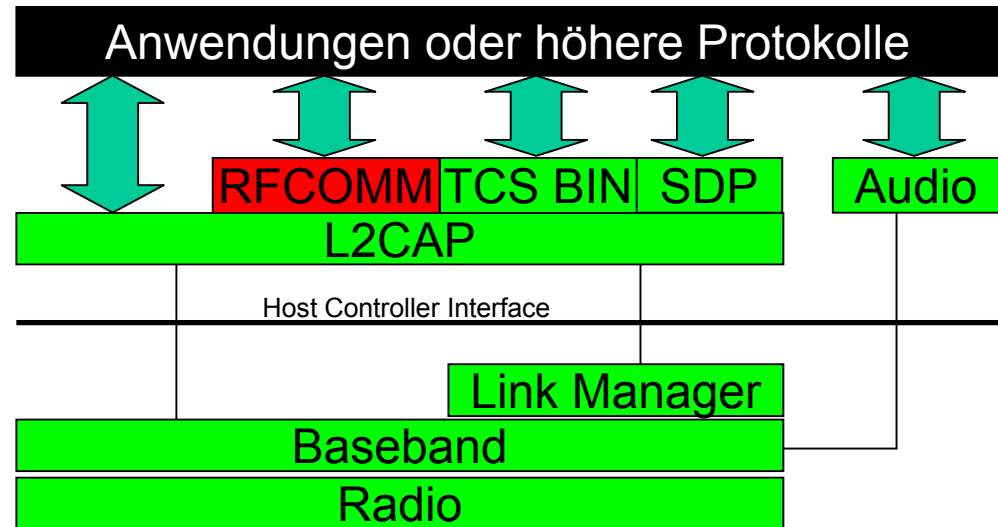 Anwendungen oder höhere Protokolle
RFCOMM TCS BIN SDP Audio
L2CAP
Host Controller Interface
Link Manager
Baseband
Radio